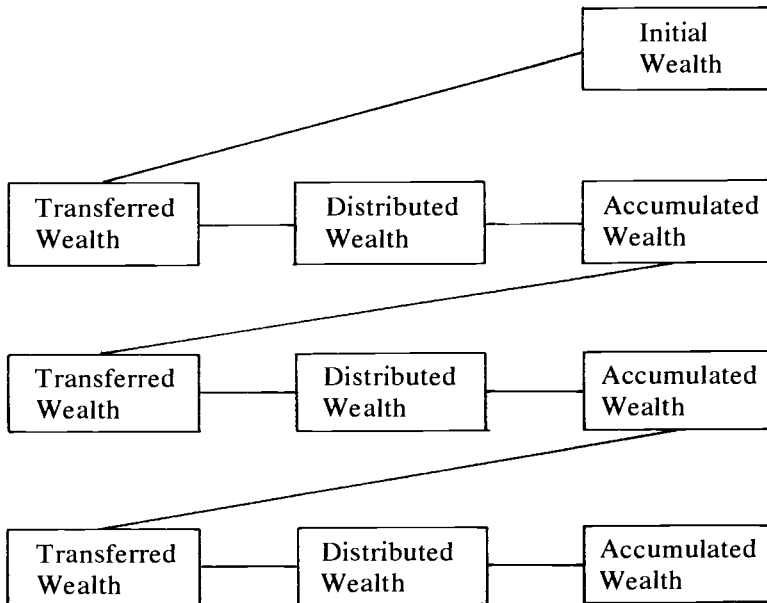 Initial
Wealth
Transferred
Wealth
Distributed
Wealth
Accumulated
Wealth
Transferred
Wealth
Distributed
Wealth
Accumulated
Wealth
Transferred
Wealth
Distributed
Wealth
Accumulated
Wealth